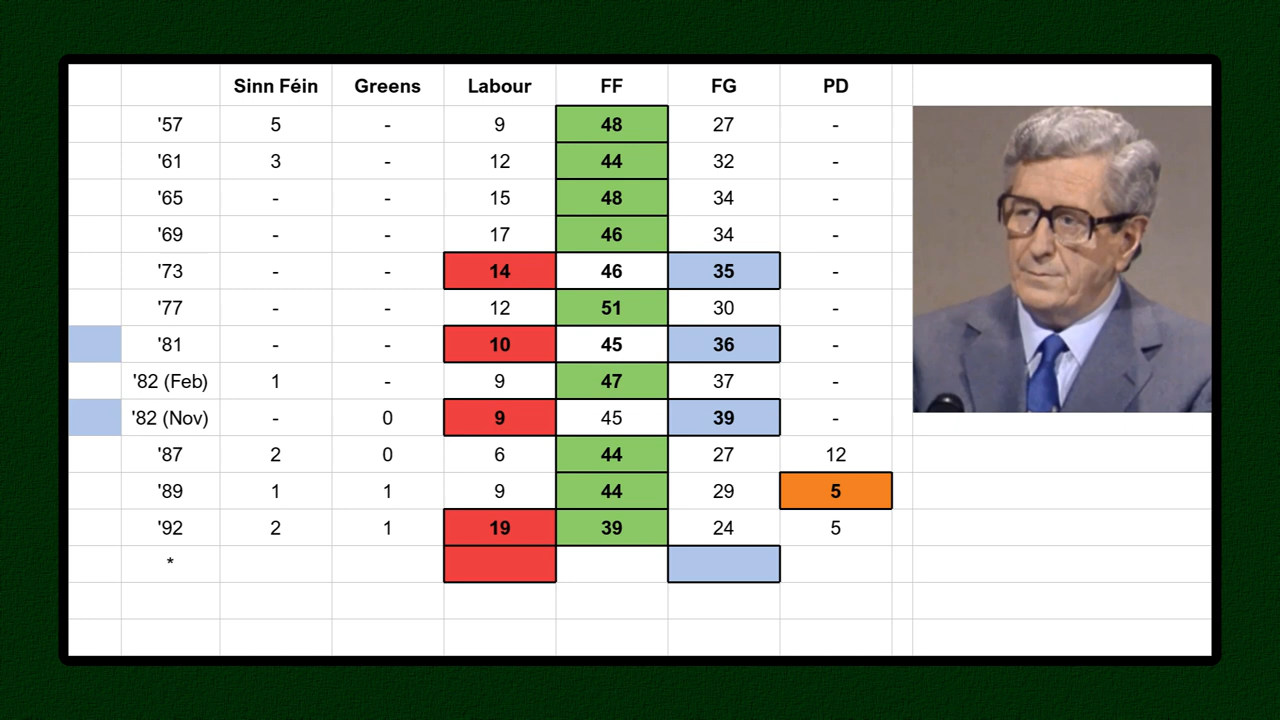 Sinn Féin Greens Labour FF FG PD
'57 5 - 9 48 27 -
'61 3 - 12 44 32 -
'65 - - 15 48 34 -
'69 - - 17 46 34 -
'73 - - 14 46 35 -
'77 - - 12 51 30 -
'81 - - 10 45 36 -
'82 (Feb) 1 - 9 47 37 -
'82 (Nov) - 0 9 45 39 -
'87 2 0 6 44 27 12
'89 1 1 9 44 29 5
'92 2 1 19 39 24 5
*